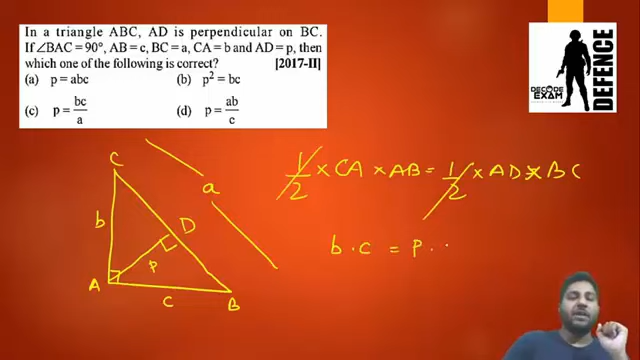 In a triangle ABC, AD is perpendicular on BC.
If ∠BAC = 90°, AB = c, BC = a, CA = b and AD = p, then
which one of the following is correct? [2017-II]
(a) p = abc (b) p² = bc
(c) p = bc/a (d) p = ab/c
DECODE
EXAM
DEFENCE
C
a
1/2 × CA × AB = 1/2 × AD × BC
b
D
b · c = p · ·
P
A
C
B